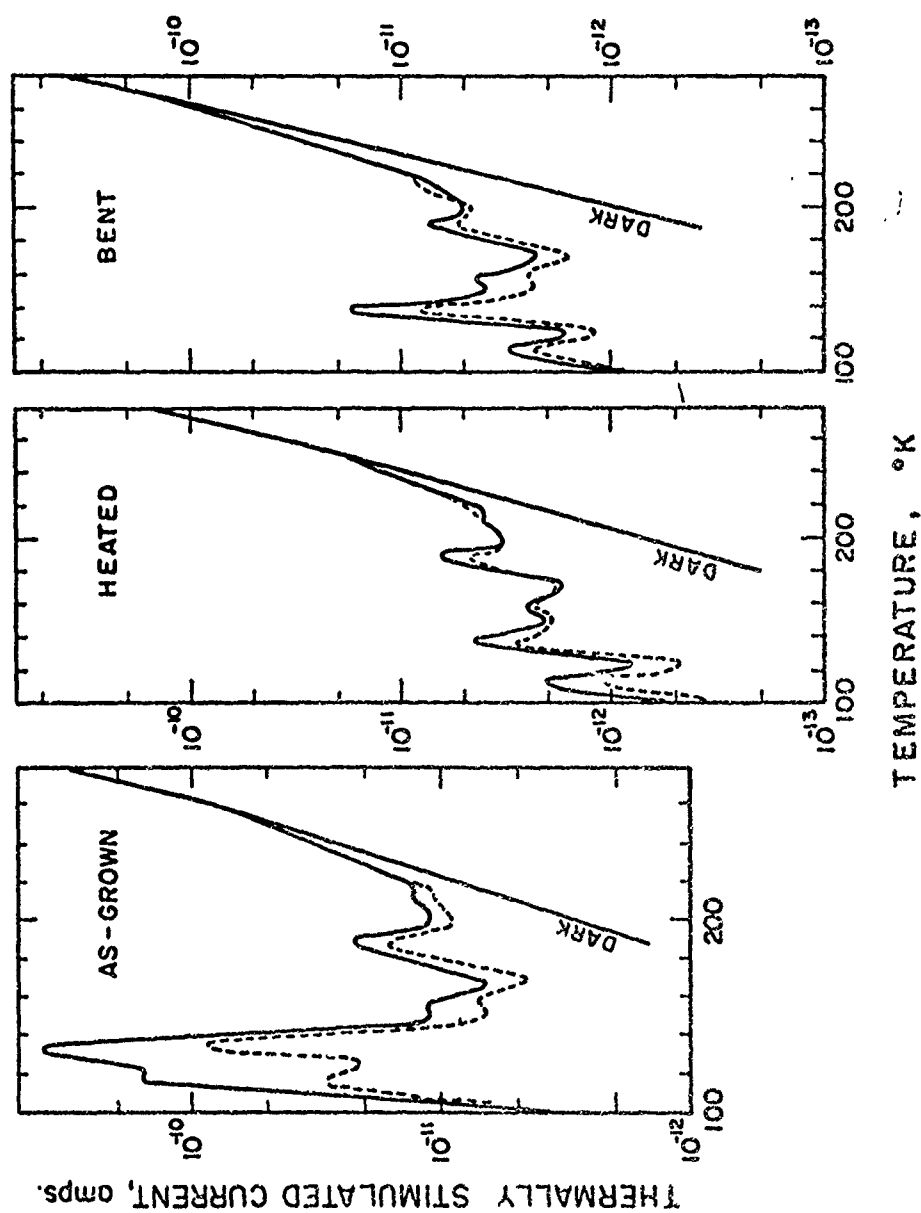 THERMALLY STIMULATED CURRENT, amps.
AS-GROWN
10⁻¹⁰
10⁻¹¹
10⁻¹²
100
200
DARK
HEATED
10⁻¹⁰
10⁻¹¹
10⁻¹²
10⁻¹³
100
200
DARK
BENT
10⁻¹⁰
10⁻¹¹
10⁻¹²
10⁻¹³
100
200
DARK
TEMPERATURE, °K